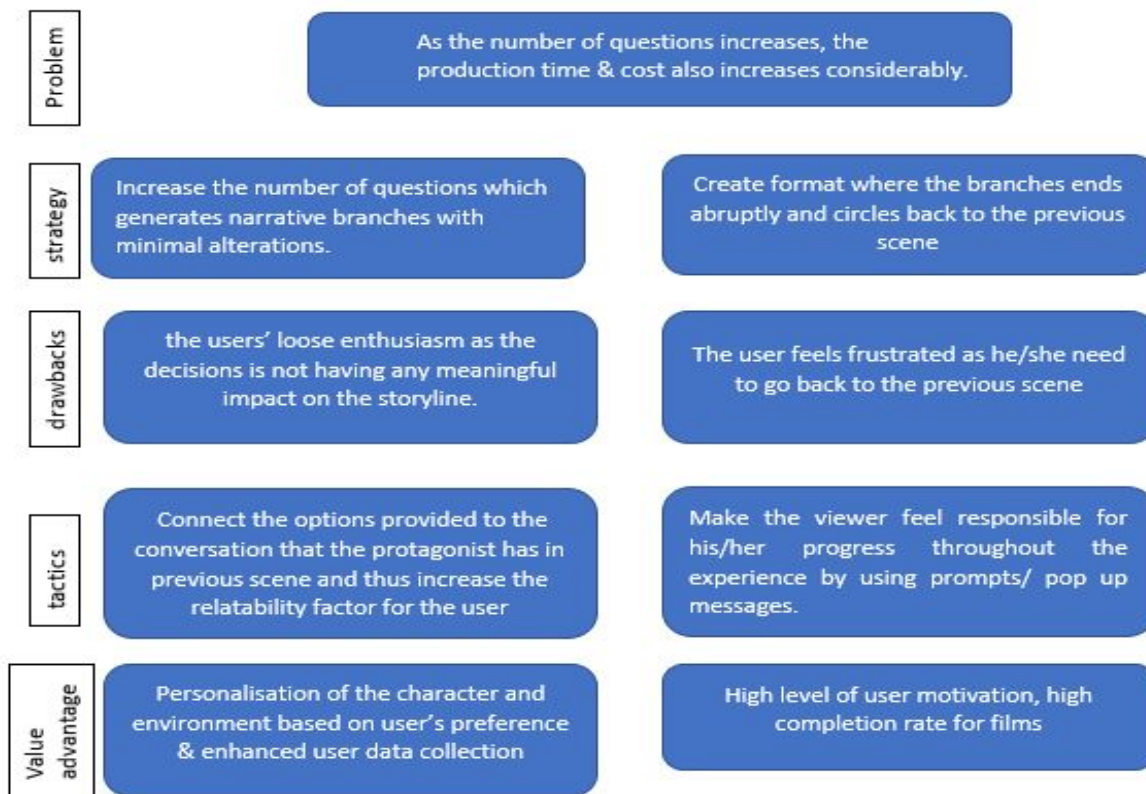 Problem
As the number of questions increases, the
production time & cost also increases considerably.
strategy
Increase the number of questions which
generates narrative branches with
minimal alterations.
Create format where the branches ends
abruptly and circles back to the previous
scene
drawbacks
the users’ loose enthusiasm as the
decisions is not having any meaningful
impact on the storyline.
The user feels frustrated as he/she need
to go back to the previous scene
tactics
Connect the options provided to the
conversation that the protagonist has in
previous scene and thus increase the
relatability factor for the user
Make the viewer feel responsible for
his/her progress throughout the
experience by using prompts/ pop up
messages.
Value
advantage
Personalisation of the character and
environment based on user’s preference
& enhanced user data collection
High level of user motivation, high
completion rate for films